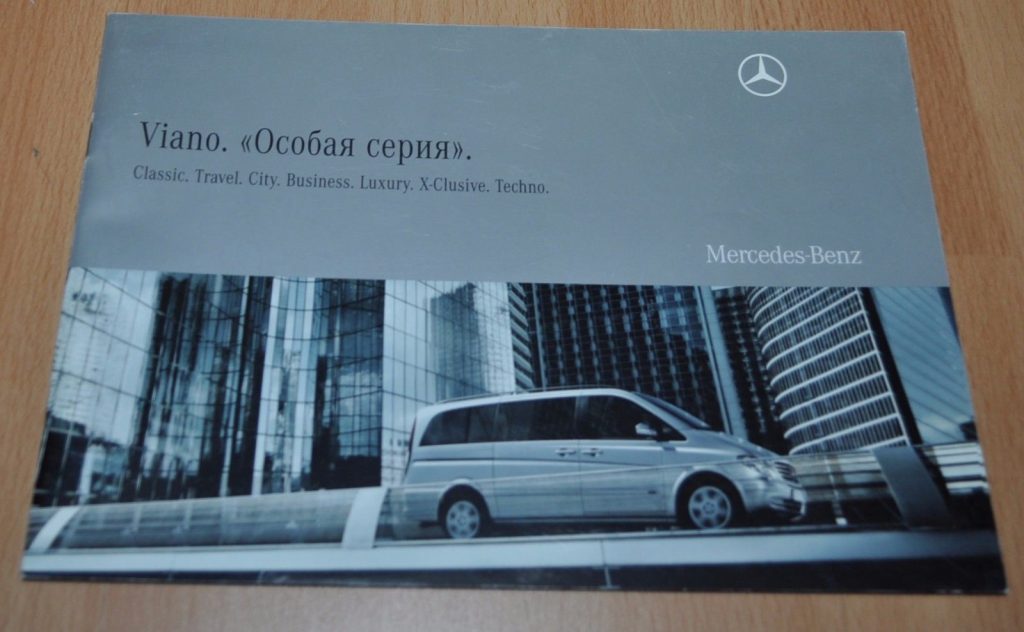 Viano. «Особая серия».
Classic. Travel. City. Business. Luxury. X-Clusive. Techno.
Mercedes-Benz